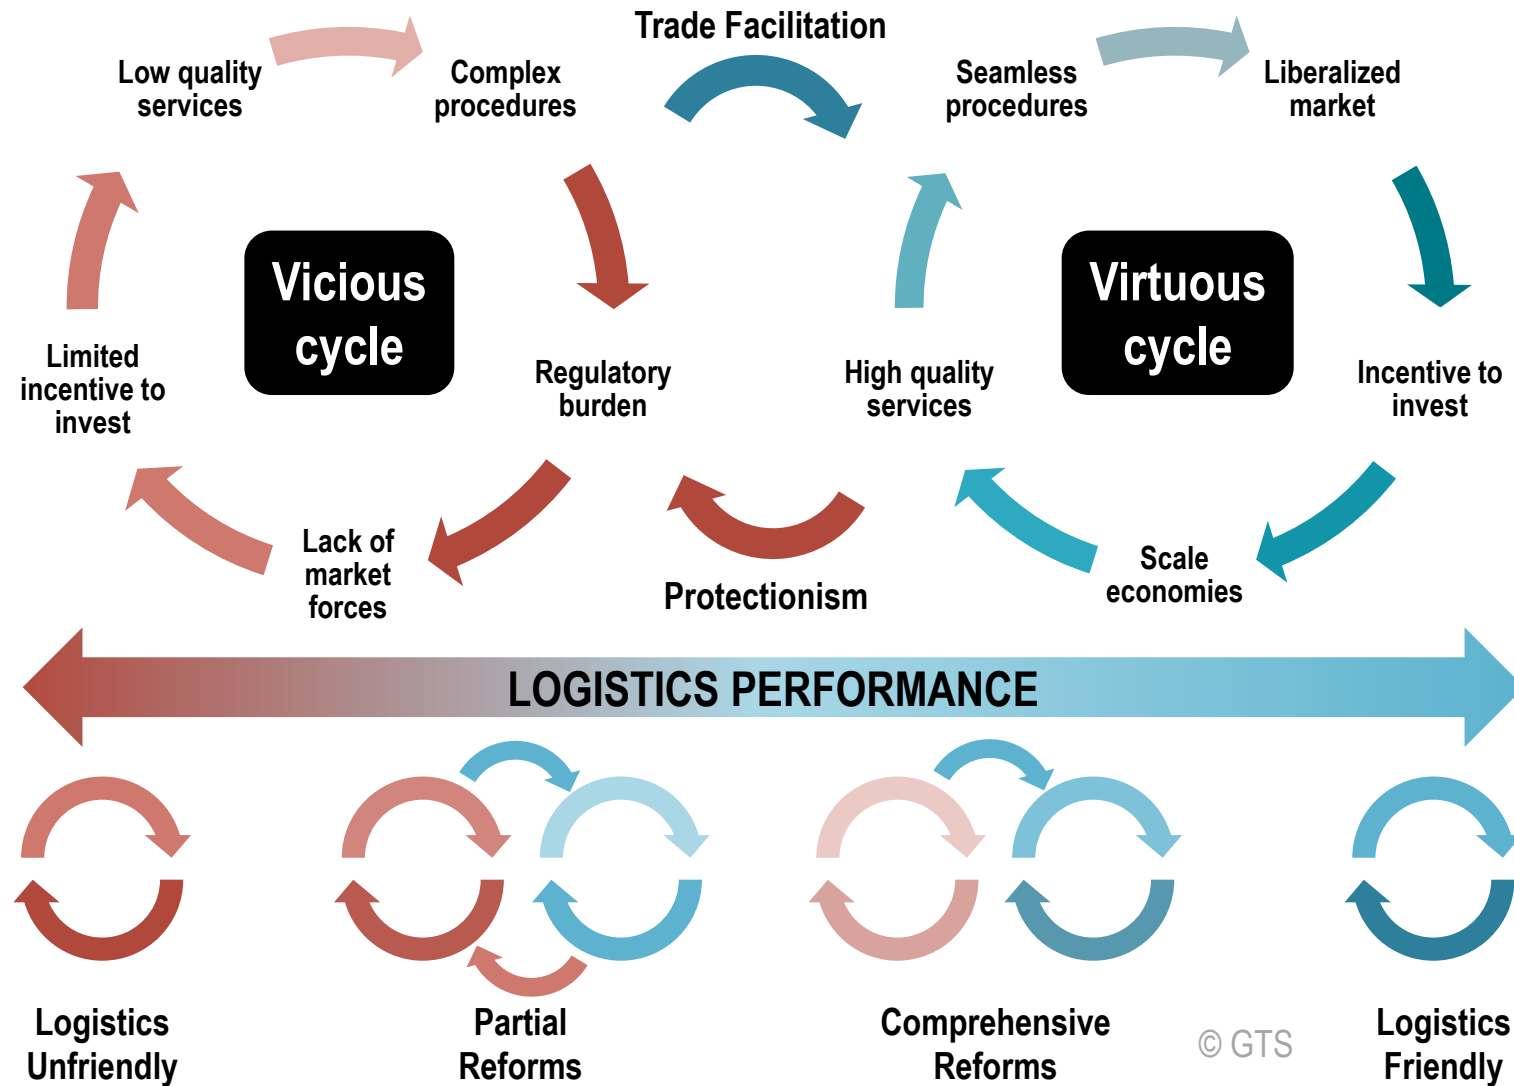 Trade Facilitation
Low quality
services
Complex
procedures
Seamless
procedures
Liberalized
market
Vicious
cycle
Virtuous
cycle
Limited
incentive to
invest
Regulatory
burden
High quality
services
Incentive to
invest
Lack of
market
forces
Protectionism
Scale
economies
LOGISTICS PERFORMANCE
Logistics
Unfriendly
Partial
Reforms
Comprehensive
Reforms
© GTS
Logistics
Friendly